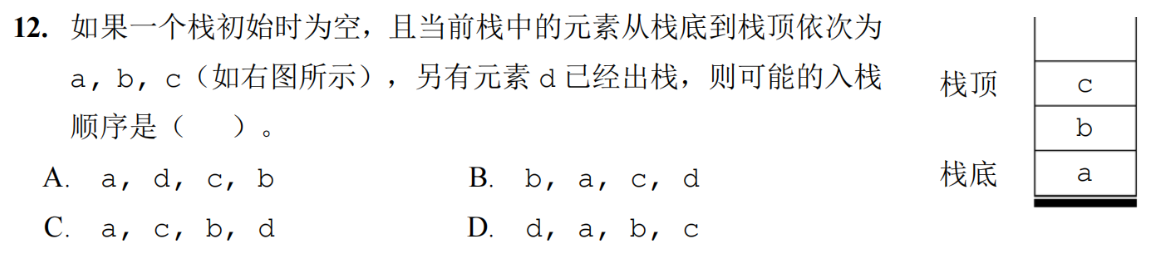 12. 如果一个栈初始时为空，且当前栈中的元素从栈底到栈顶依次为
a, b, c（如右图所示），另有元素 d 已经出栈，则可能的入栈
顺序是（ ）。
A. a, d, c, b
B. b, a, c, d
C. a, c, b, d
D. d, a, b, c
栈顶 c
b
栈底 a